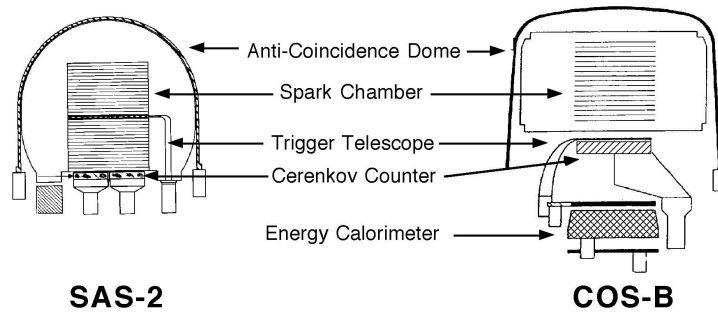 Anti-Coincidence Dome
Spark Chamber
Trigger Telescope
Cerenkov Counter
Energy Calorimeter
SAS-2 COS-B